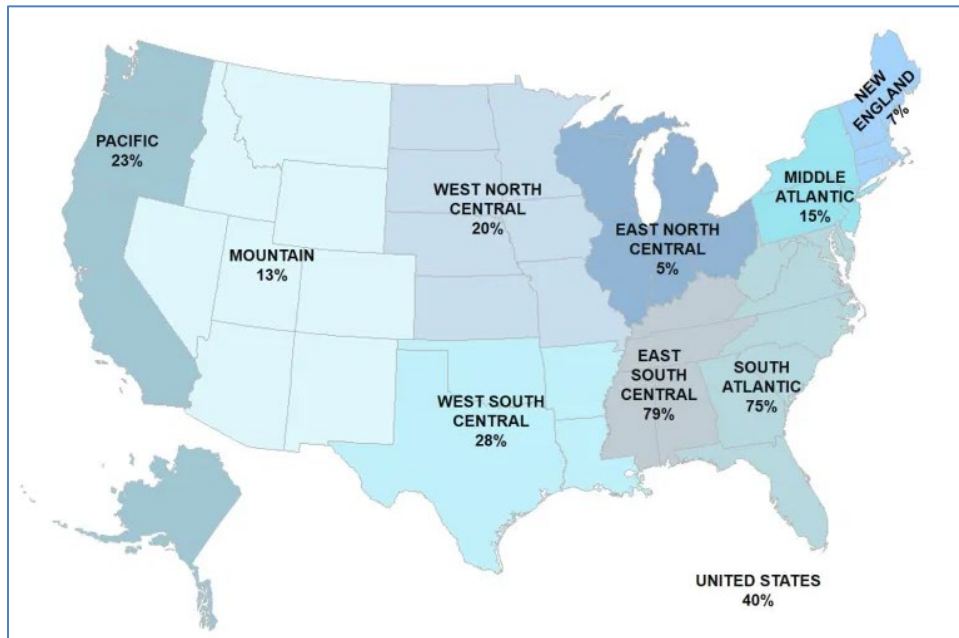 NEW
ENGLAND
7%
PACIFIC
23%
MIDDLE
ATLANTIC
15%
WEST NORTH
CENTRAL
20%
EAST NORTH
CENTRAL
5%
MOUNTAIN
13%
EAST
SOUTH
CENTRAL
79%
SOUTH
ATLANTIC
75%
WEST SOUTH
CENTRAL
28%
UNITED STATES
40%